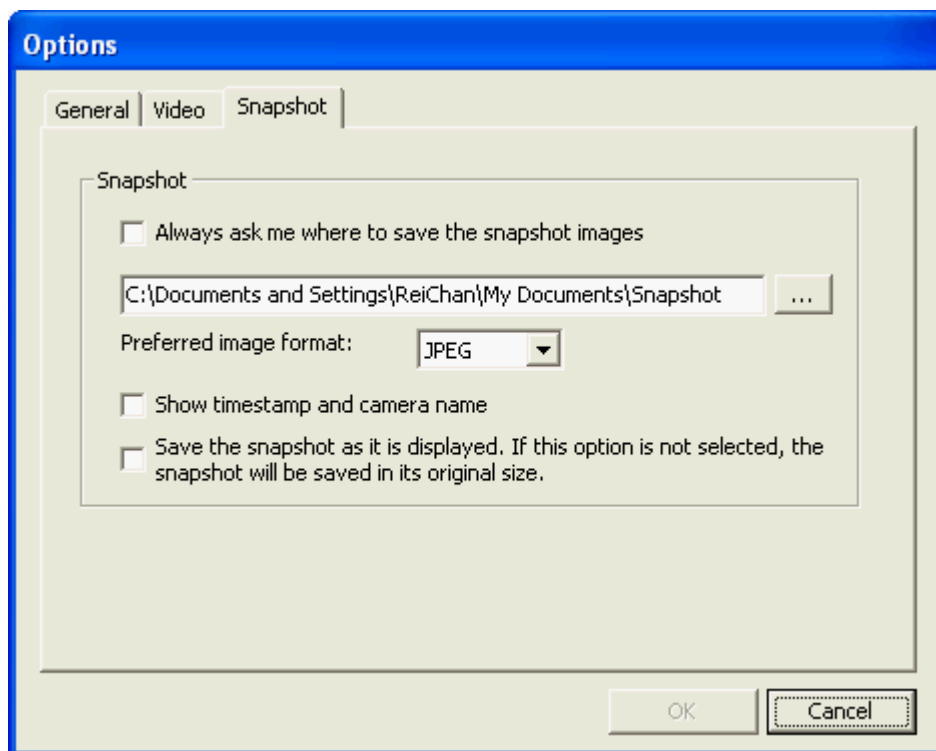 Options
General Video Snapshot
Snapshot
Always ask me where to save the snapshot images
C:\Documents and Settings\ReiChan\My Documents\Snapshot ...
Preferred image format: JPEG
Show timestamp and camera name
Save the snapshot as it is displayed. If this option is not selected, the
snapshot will be saved in its original size.
OK Cancel